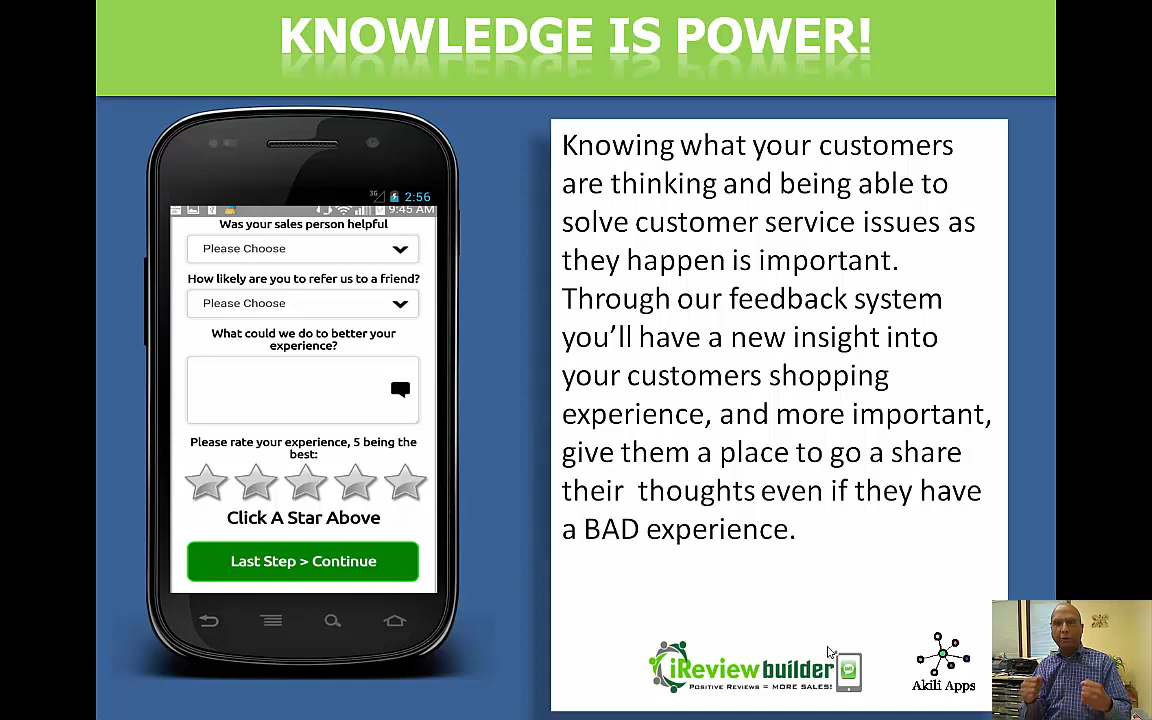 KNOWLEDGE IS POWER!
3G 2:56
9:45 AM
Was your sales person helpful
Please Choose
How likely are you to refer us to a friend?
Please Choose
What could we do to better your
experience?
Please rate your experience, 5 being the
best:
Click A Star Above
Last Step > Continue
Knowing what your customers
are thinking and being able to
solve customer service issues as
they happen is important.
Through our feedback system
you’ll have a new insight into
your customers shopping
experience, and more important,
give them a place to go a share
their thoughts even if they have
a BAD experience.
iReviewbuilder
POSITIVE REVIEWS = MORE SALES!
Akili Apps